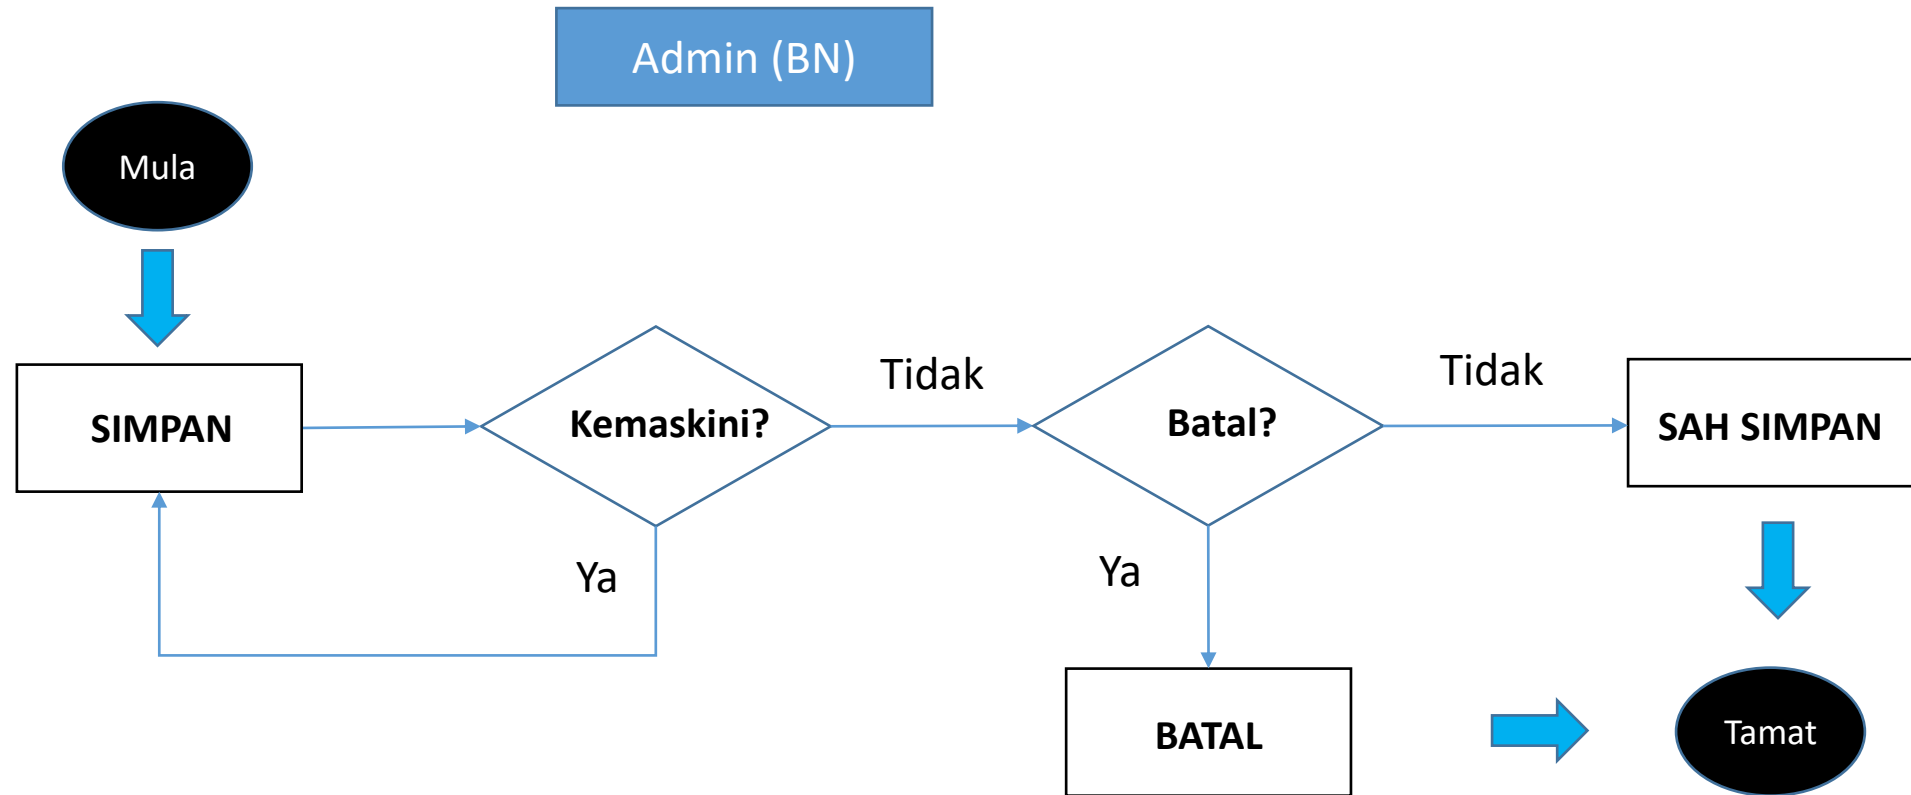 Admin (BN)
Mula
SIMPAN
Kemaskini?
Tidak
Batal?
Tidak
SAH SIMPAN
Ya
Ya
BATAL
Tamat